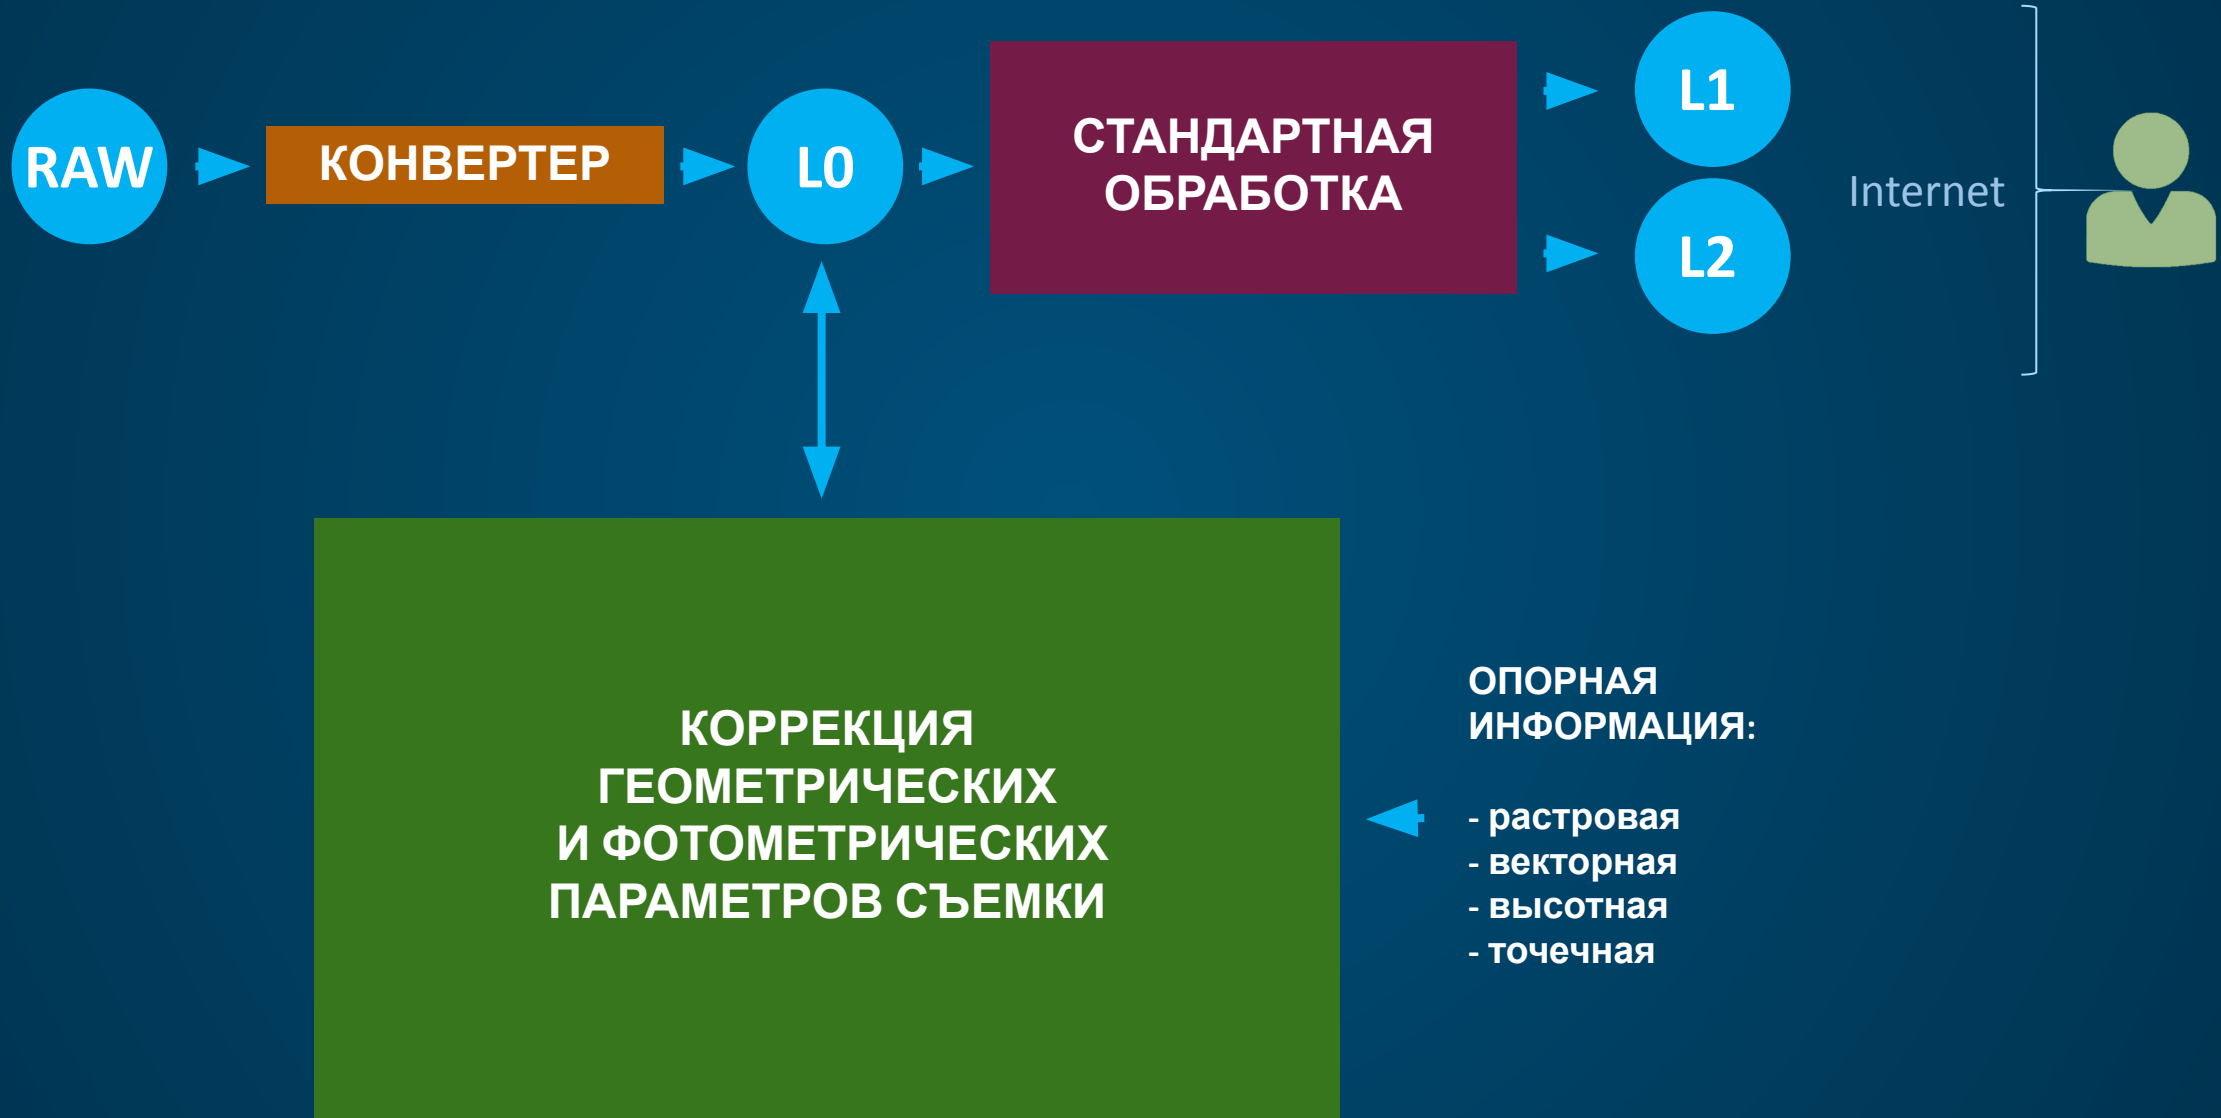 RAW
КОНВЕРТЕР
L0
СТАНДАРТНАЯ
ОБРАБОТКА
L1
L2
Internet
КОРРЕКЦИЯ
ГЕОМЕТРИЧЕСКИХ
И ФОТОМЕТРИЧЕСКИХ
ПАРАМЕТРОВ СЪЕМКИ
ОПОРНАЯ
ИНФОРМАЦИЯ:
- растровая
- векторная
- высотная
- точечная